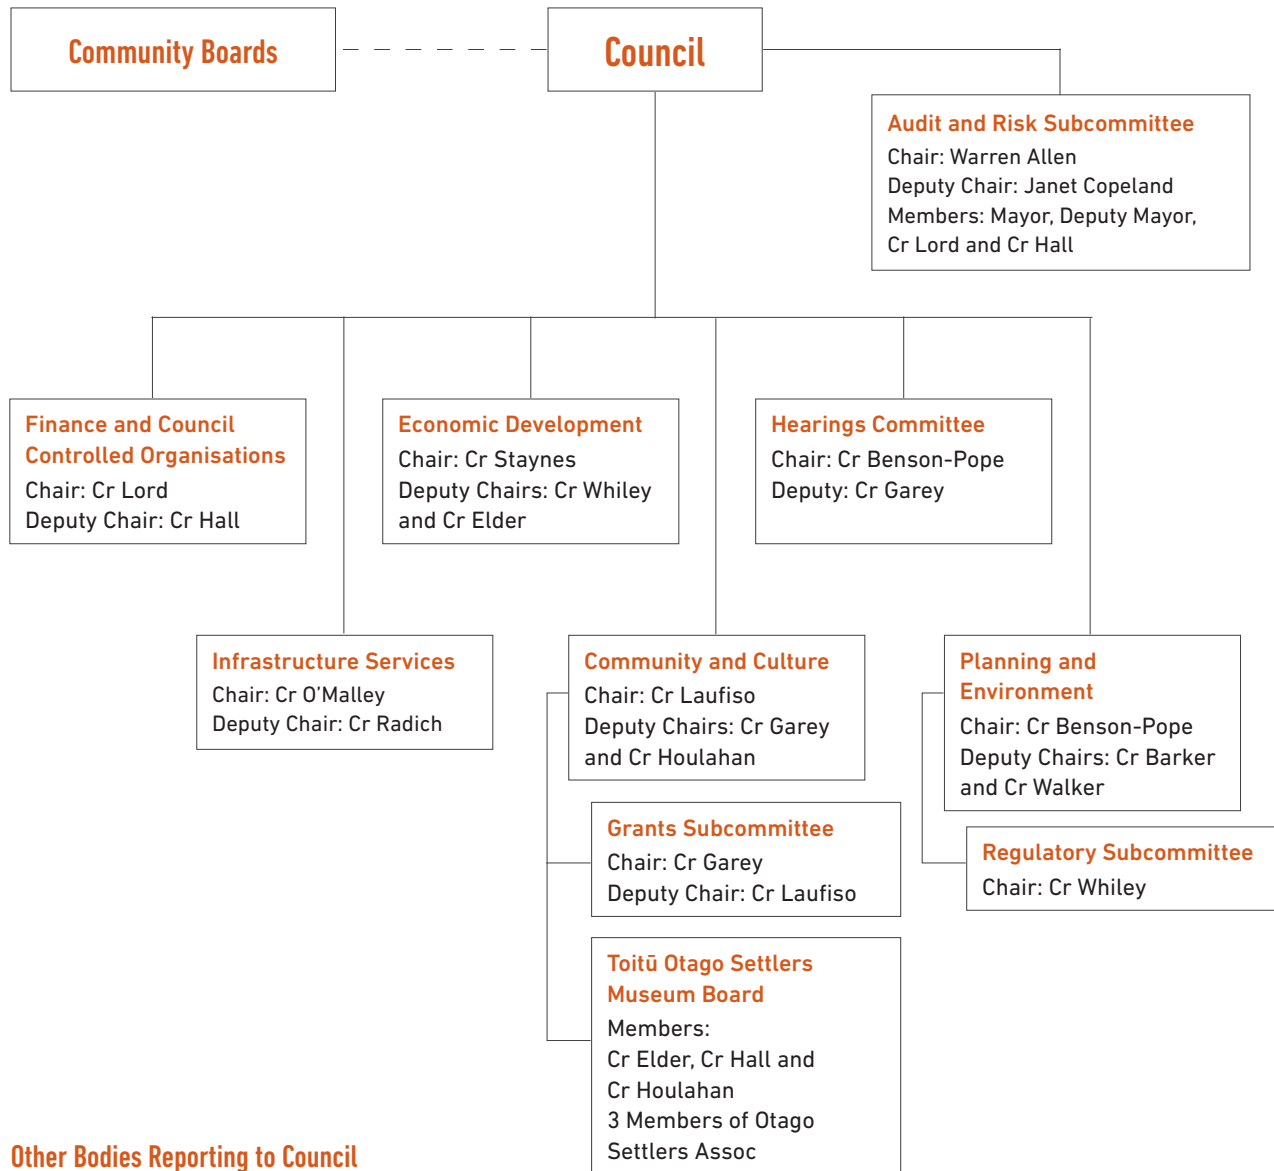 Community Boards
Council
Audit and Risk Subcommittee
Chair: Warren Allen
Deputy Chair: Janet Copeland
Members: Mayor, Deputy Mayor,
Cr Lord and Cr Hall
Finance and Council
Controlled Organisations
Chair: Cr Lord
Deputy Chair: Cr Hall
Economic Development
Chair: Cr Staynes
Deputy Chairs: Cr Whiley
and Cr Elder
Hearings Committee
Chair: Cr Benson-Pope
Deputy: Cr Garey
Infrastructure Services
Chair: Cr O’Malley
Deputy Chair: Cr Radich
Community and Culture
Chair: Cr Laufiso
Deputy Chairs: Cr Garey
and Cr Houlahan
Planning and
Environment
Chair: Cr Benson-Pope
Deputy Chairs: Cr Barker
and Cr Walker
Grants Subcommittee
Chair: Cr Garey
Deputy Chair: Cr Laufiso
Regulatory Subcommittee
Chair: Cr Whiley
Toitū Otago Settlers
Museum Board
Members:
Cr Elder, Cr Hall and
Cr Houlahan
3 Members of Otago
Settlers Assoc
Other Bodies Reporting to Council